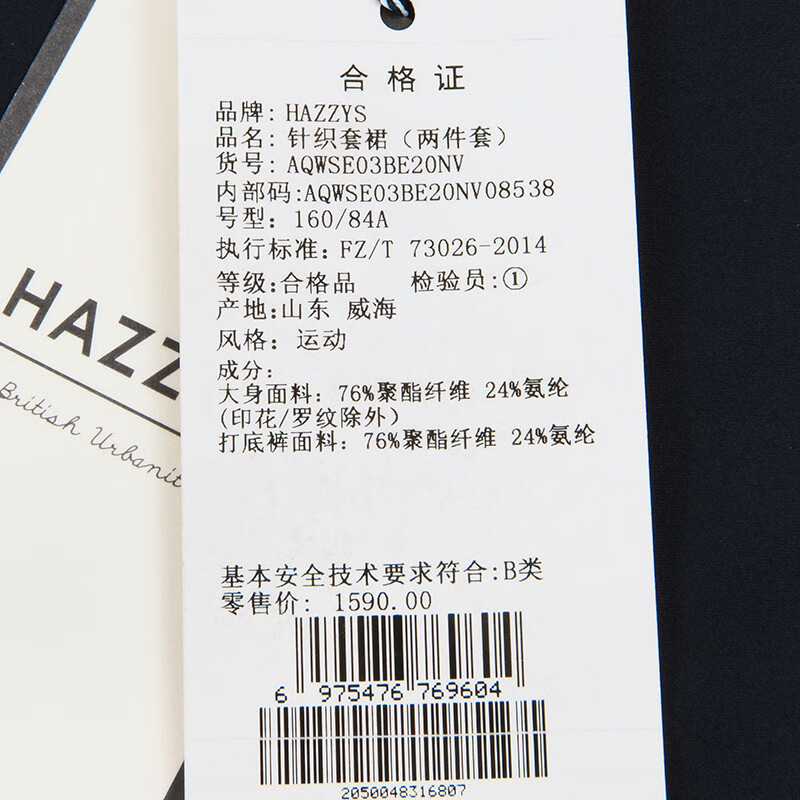 合格证
品牌: HAZZYS
品名: 针织套裙（两件套）
货号: AQWSE03BE20NV
内部码:AQWSE03BE20NV08538
号型: 160/84A
执行标准: FZ/T 73026-2014
等级:合格品 检验员:①
产地:山东 威海
风格: 运动
成分:
大身面料: 76%聚酯纤维 24%氨纶
(印花/罗纹除外)
打底裤面料: 76%聚酯纤维 24%氨纶
基本安全技术要求符合:B类
零售价: 1590.00
6 975476 769604
2050048316807
HAZZ
British Urbanit